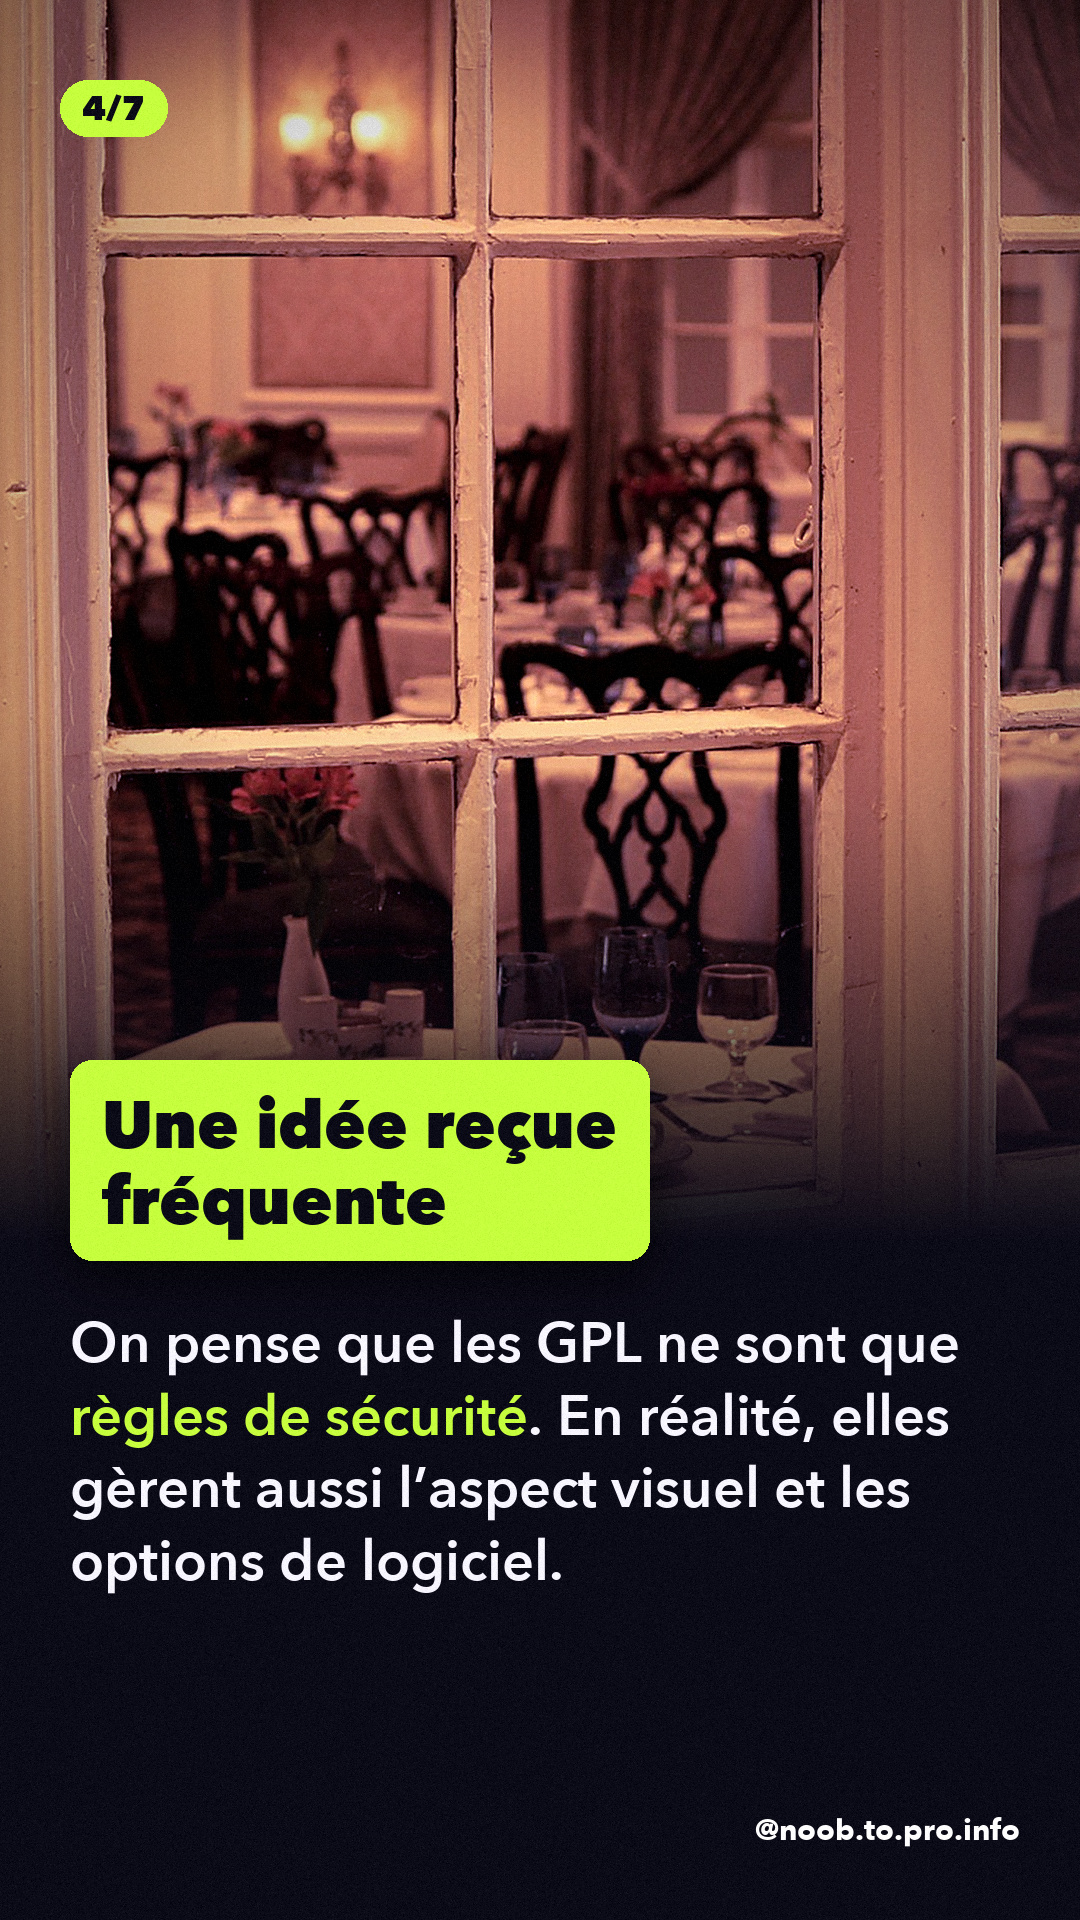 4/7
Une idée reçue
fréquente
On pense que les GPL ne sont que
règles de sécurité. En réalité, elles
gèrent aussi l’aspect visuel et les
options de logiciel.
@noob.to.pro.info